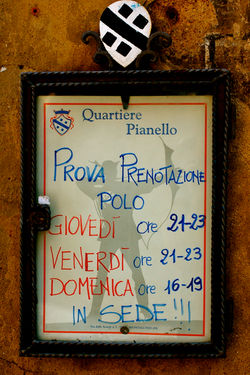 Quartiere
Pianello
PROVA PRENOTAZIONE
POLO
GIOVEDÌ ore 21-23
VENERDÌ ore 21-23
DOMENICA ore 16-19
IN SEDE!!!